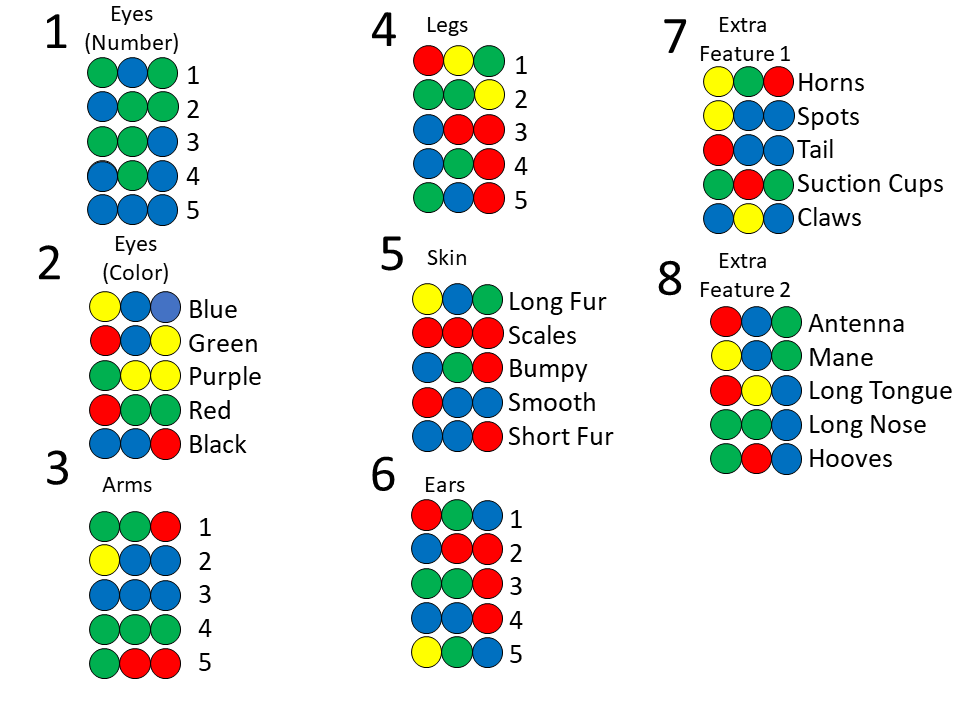 1
Eyes
(Number)
1
2
3
4
5
2
Eyes
(Color)
Blue
Green
Purple
Red
Black
3
Arms
1
2
3
4
5
4
Legs
1
2
3
4
5
5
Skin
Long Fur
Scales
Bumpy
Smooth
Short Fur
6
Ears
1
2
3
4
5
7
Extra
Feature 1
Horns
Spots
Tail
Suction Cups
Claws
8
Extra
Feature 2
Antenna
Mane
Long Tongue
Long Nose
Hooves